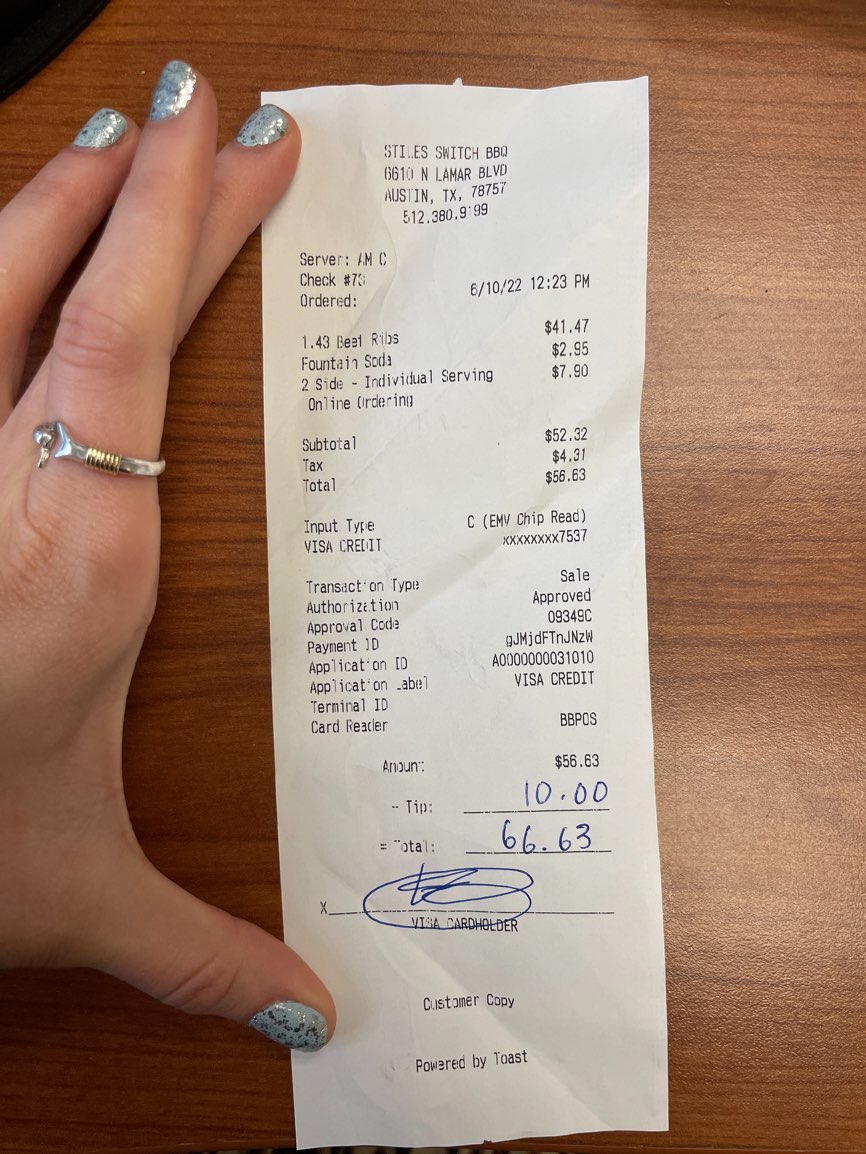 STILES SWITCH BBQ
6610 N LAMAR BLVD
AUSTIN, TX, 78757
512.380.9199
Server: AM C
Check #73
Ordered: 6/10/22 12:23 PM
1.43 Beef Ribs $41.47
Fountain Soda $2.95
2 Side - Individual Serving $7.90
Online Ordering
Subtotal $52.32
Tax $4.31
Total $56.63
Input Type C (EMV Chip Read)
VISA CREDIT xxxxxxxx7537
Transaction Type Sale
Authorization Approved
Approval Code 09349C
Payment ID gJMjdFTnJNzW
Application ID A0000000031010
Application Label VISA CREDIT
Terminal ID
Card Reader BBPOS
Amount: $56.63
+ Tip: 10.00
= Total: 66.63
X
VISA CARDHOLDER
Customer Copy
Powered by Toast